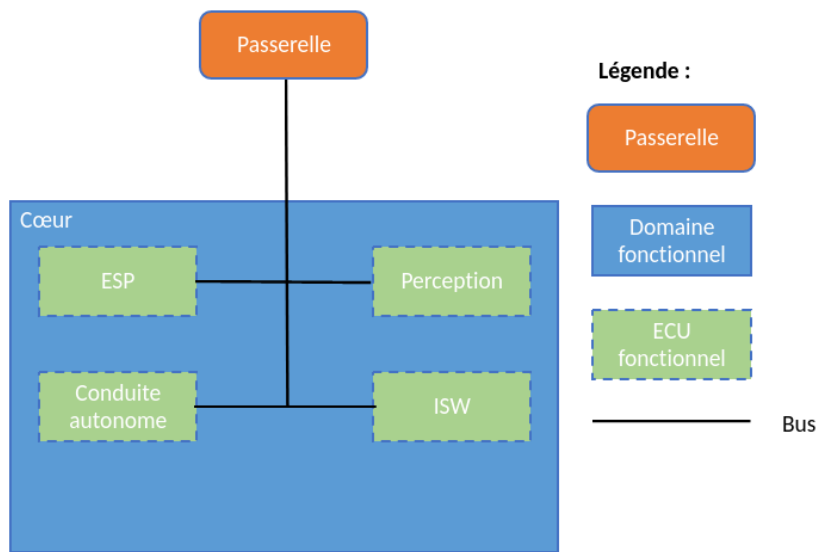 Passerelle
Cœur
ESP
Perception
Conduite
autonome
ISW
Légende :
Passerelle
Domaine
fonctionnel
ECU
fonctionnel
Bus